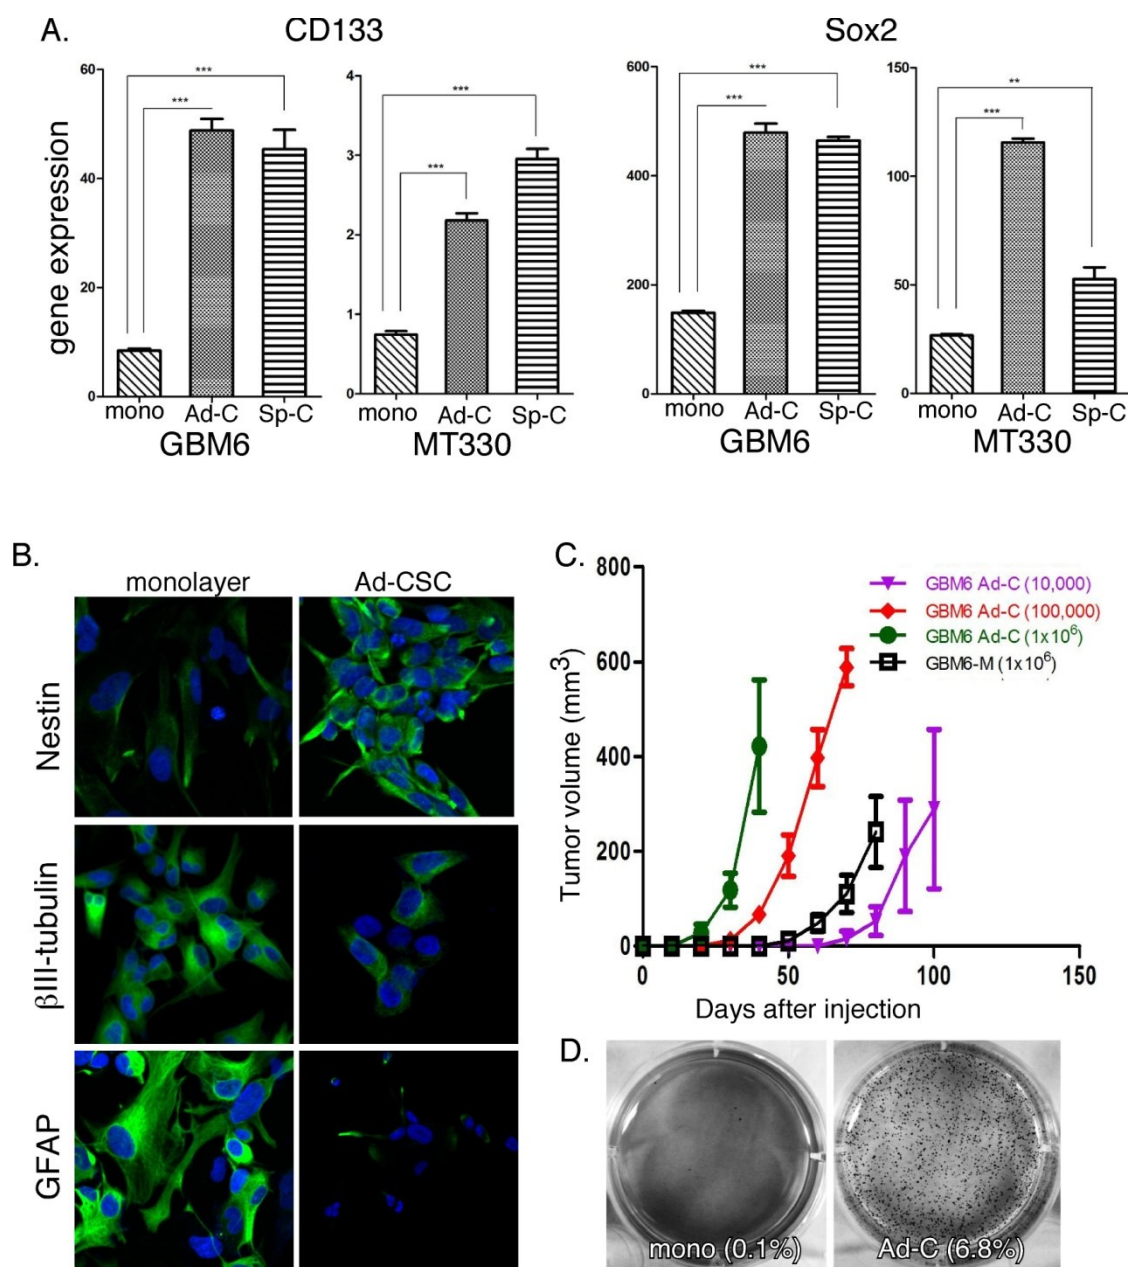 A.
CD133
Sox2
gene expression
60
40
20
0
***
***
mono
Ad-C
Sp-C
GBM6
4
3
2
1
0
***
***
mono
Ad-C
Sp-C
MT330
600
400
200
0
***
***
mono
Ad-C
Sp-C
GBM6
150
100
50
0
**
***
mono
Ad-C
Sp-C
MT330
B.
monolayer
Ad-CSC
Nestin
βIII-tubulin
GFAP
C.
Tumor volume (mm³)
800
600
400
200
0
0
50
100
150
Days after injection
GBM6 Ad-C (10,000)
GBM6 Ad-C (100,000)
GBM6 Ad-C (1x10⁶)
GBM6-M (1x10⁶)
D.
mono (0.1%)
Ad-C (6.8%)